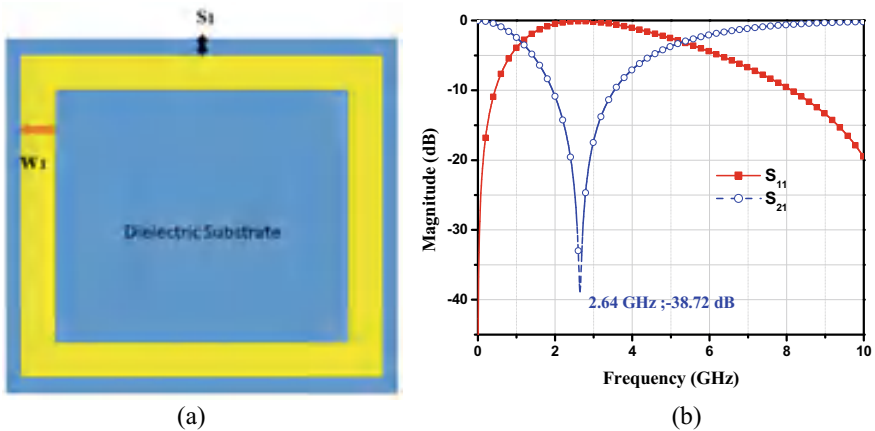 S1
W1
Dielectric Substrate
(a)
0
-10
-20
-30
-40
Magnitude (dB)
S11
S21
2.64 GHz ;-38.72 dB
0
2
4
6
8
10
Frequency (GHz)
(b)